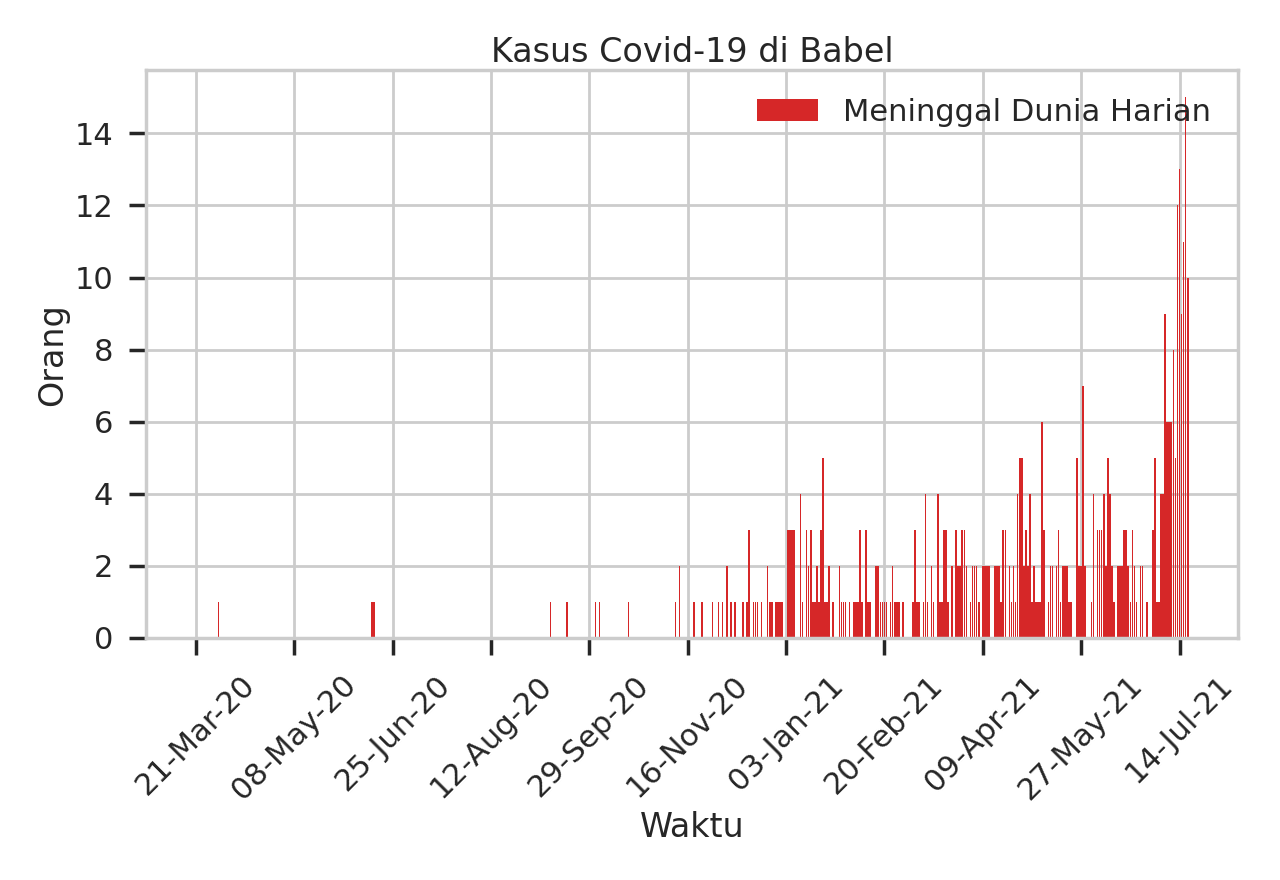 Kasus Covid-19 di Babel
Meninggal Dunia Harian
14
12
10
8
6
4
2
0
Orang
21-Mar-20
08-May-20
25-Jun-20
12-Aug-20
29-Sep-20
16-Nov-20
03-Jan-21
20-Feb-21
09-Apr-21
27-May-21
14-Jul-21
Waktu